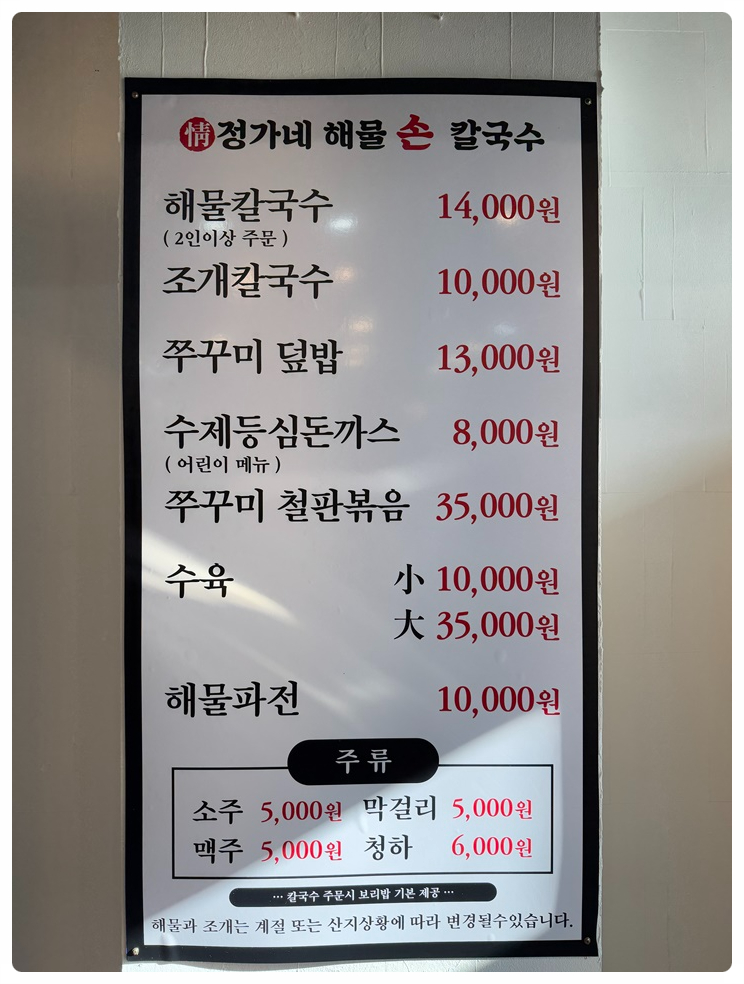 情 정가네 해물 손 칼국수
해물칼국수 14,000원
( 2인이상 주문 )
조개칼국수 10,000원
쭈꾸미 덮밥 13,000원
수제등심돈까스 8,000원
( 어린이 메뉴 )
쭈꾸미 철판볶음 35,000원
수육 小 10,000원
大 35,000원
해물파전 10,000원
주류
소주 5,000원 막걸리 5,000원
맥주 5,000원 청하 6,000원
··· 칼국수 주문시 보리밥 기본 제공 ···
해물과 조개는 계절 또는 산지상황에 따라 변경될수있습니다.